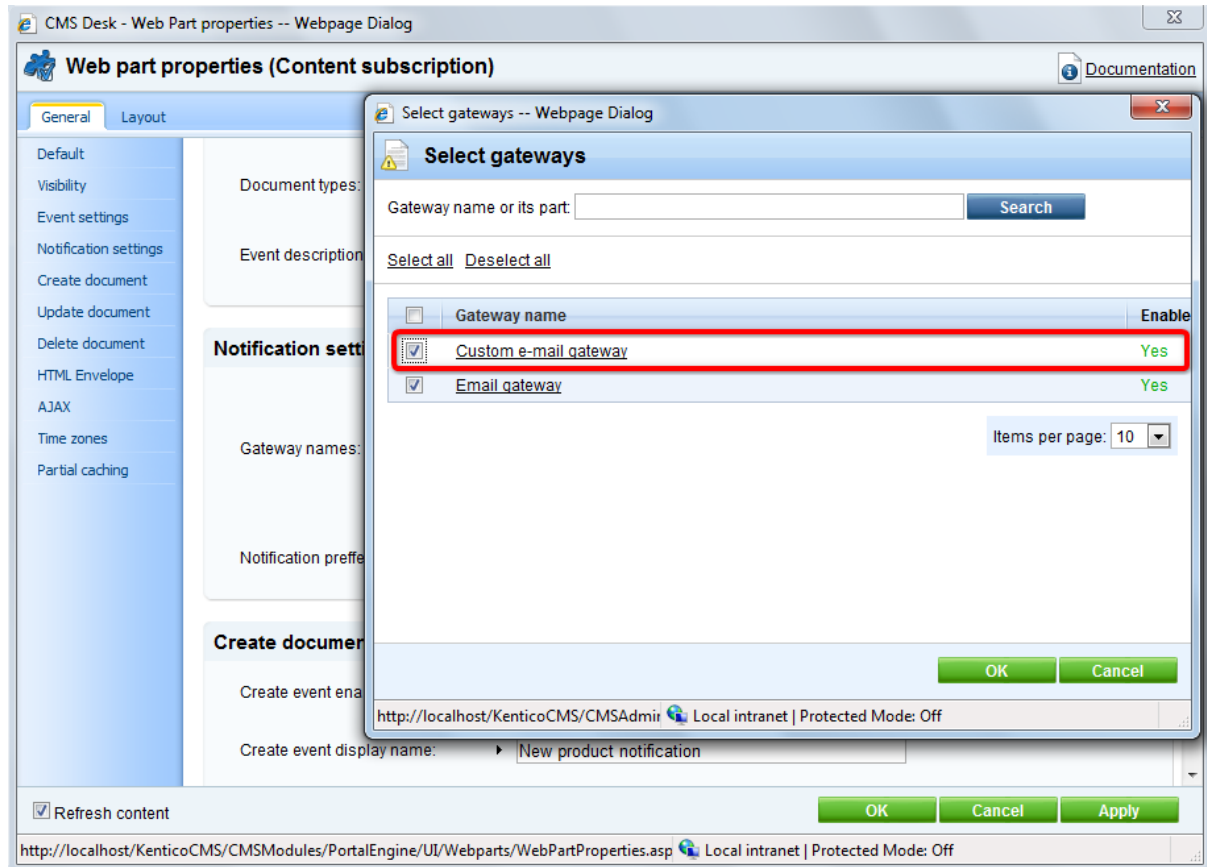 CMS Desk - Web Part properties -- Webpage Dialog
Web part properties (Content subscription)
Documentation
General Layout
Default
Visibility
Event settings
Notification settings
Create document
Update document
Delete document
HTML Envelope
AJAX
Time zones
Partial caching
Document types:
Event description
Notification setti
Gateway names:
Notification preffe
Create documer
Create event ena
Create event display name:
New product notification
Select gateways -- Webpage Dialog
Select gateways
Gateway name or its part:
Search
Select all Deselect all
Gateway name Enable
Custom e-mail gateway Yes
Email gateway Yes
Items per page: 10
OK Cancel
http://localhost/KenticoCMS/CMSAdmin Local intranet | Protected Mode: Off
Refresh content
OK Cancel Apply
http://localhost/KenticoCMS/CMSModules/PortalEngine/UI/Webparts/WebPartProperties.asp Local intranet | Protected Mode: Off